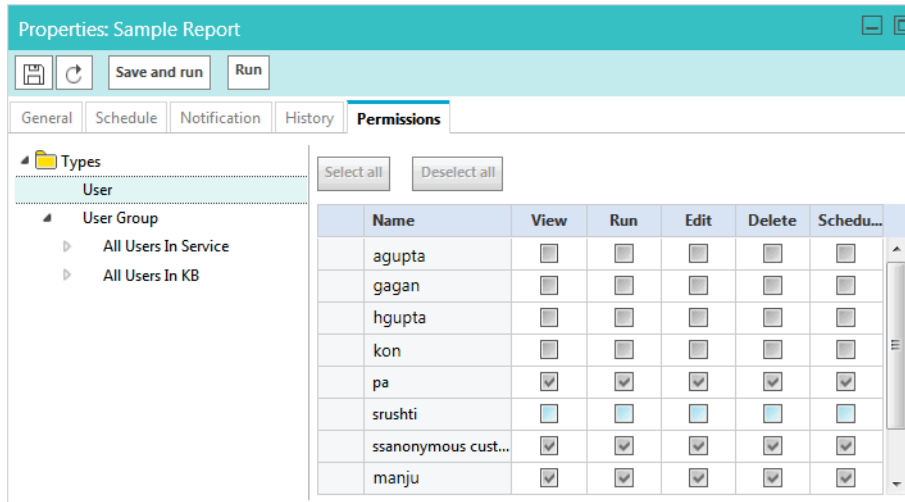 Properties: Sample Report
Save and run Run
General Schedule Notification History Permissions
Types
User
User Group
All Users In Service
All Users In KB
Select all Deselect all
Name View Run Edit Delete Schedu...
agupta
gagan
hgupta
kon
pa
srushti
ssanonymous cust...
manju